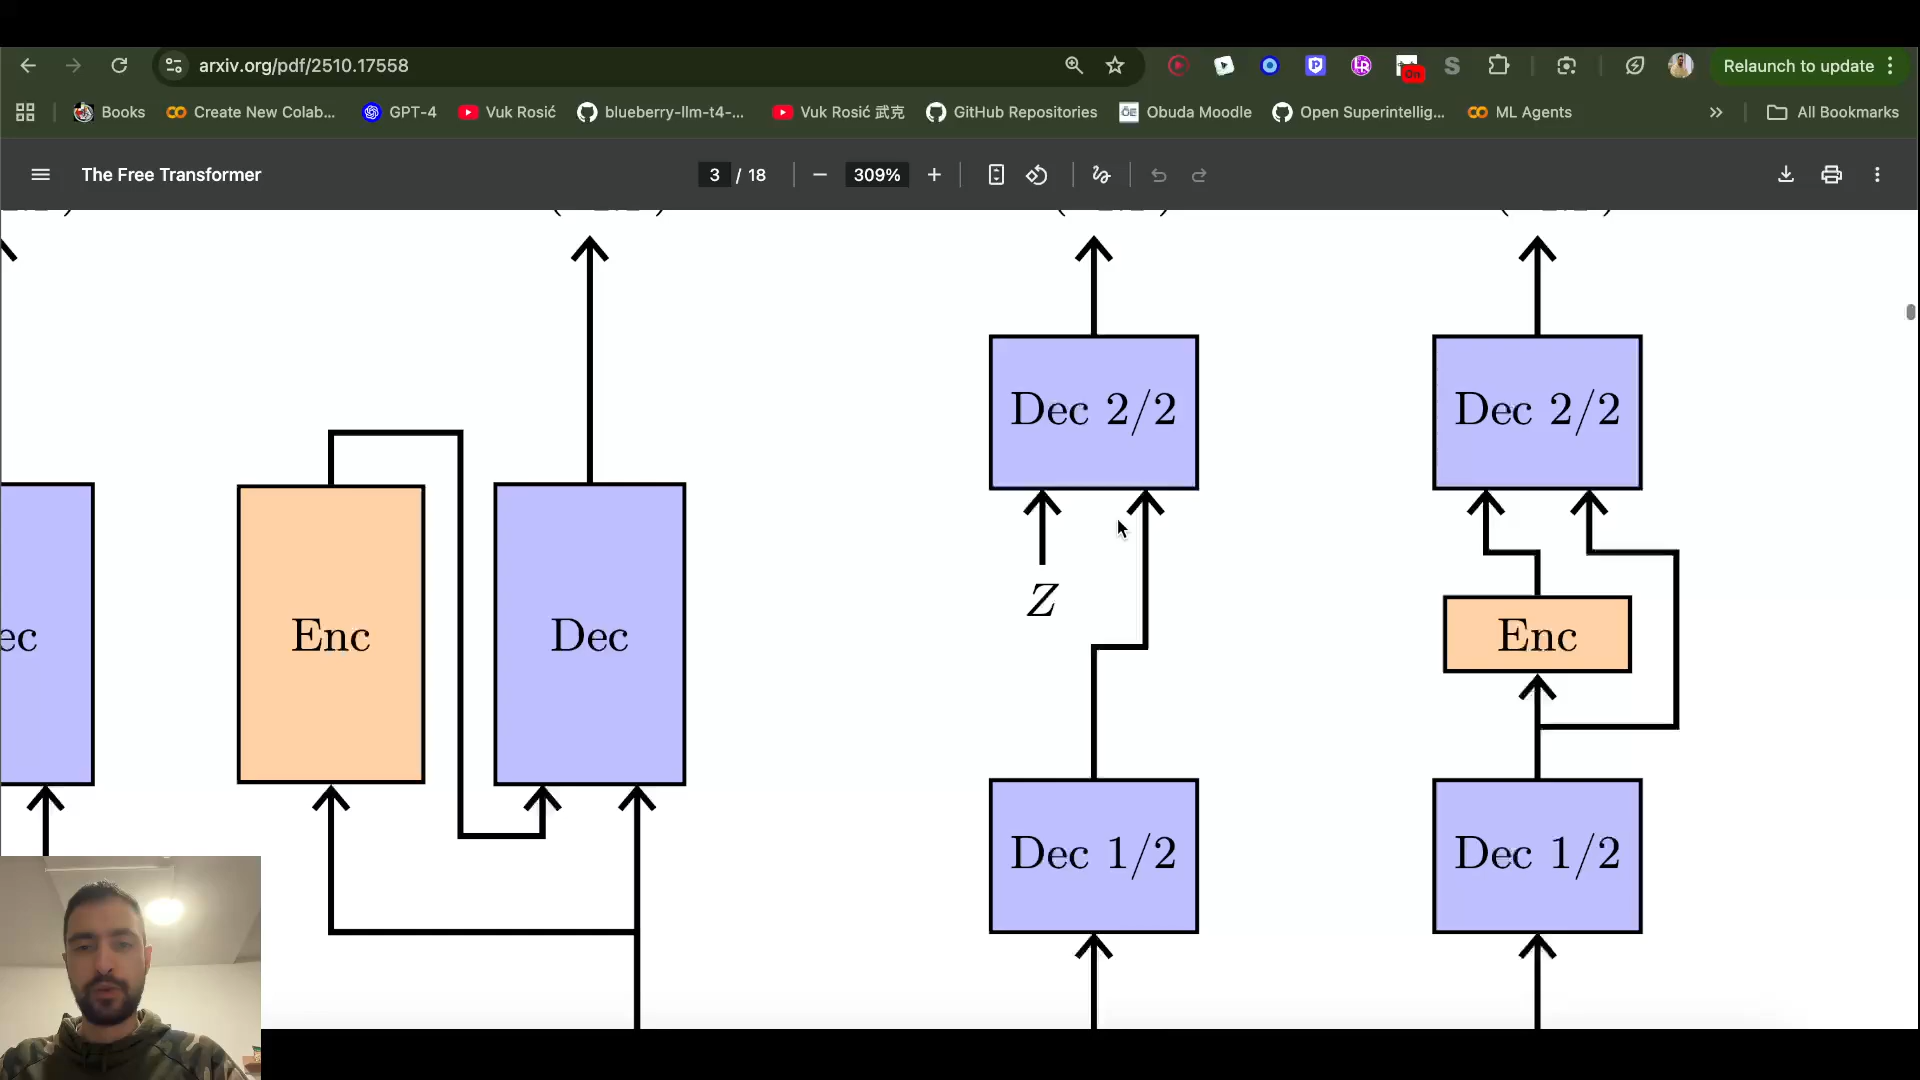 arxiv.org/pdf/2510.17558
On
S
Relaunch to update
Books
Create New Colab...
GPT-4
Vuk Rosić
blueberry-llm-t4-...
Vuk Rosić 武克
GitHub Repositories
Obuda Moodle
Open Superintellig...
ML Agents
All Bookmarks
The Free Transformer
3 / 18
309%
Dec 2/2
Dec 2/2
Z
ec
Enc
Dec
Enc
Dec 1/2
Dec 1/2